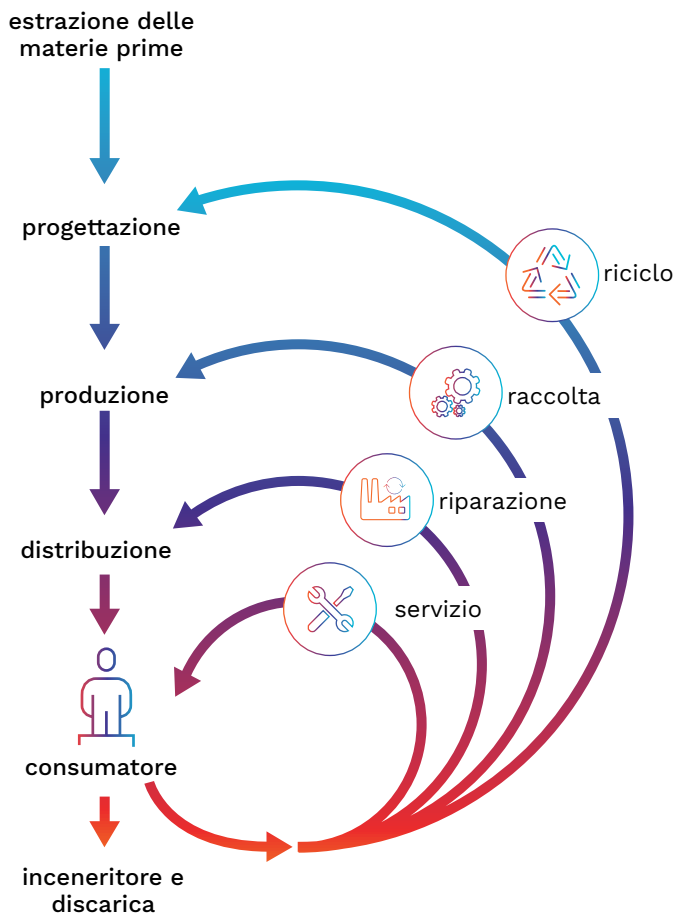 estrazione delle
materie prime
progettazione
riciclo
produzione
raccolta
riparazione
distribuzione
servizio
consumatore
inceneritore e
discarica